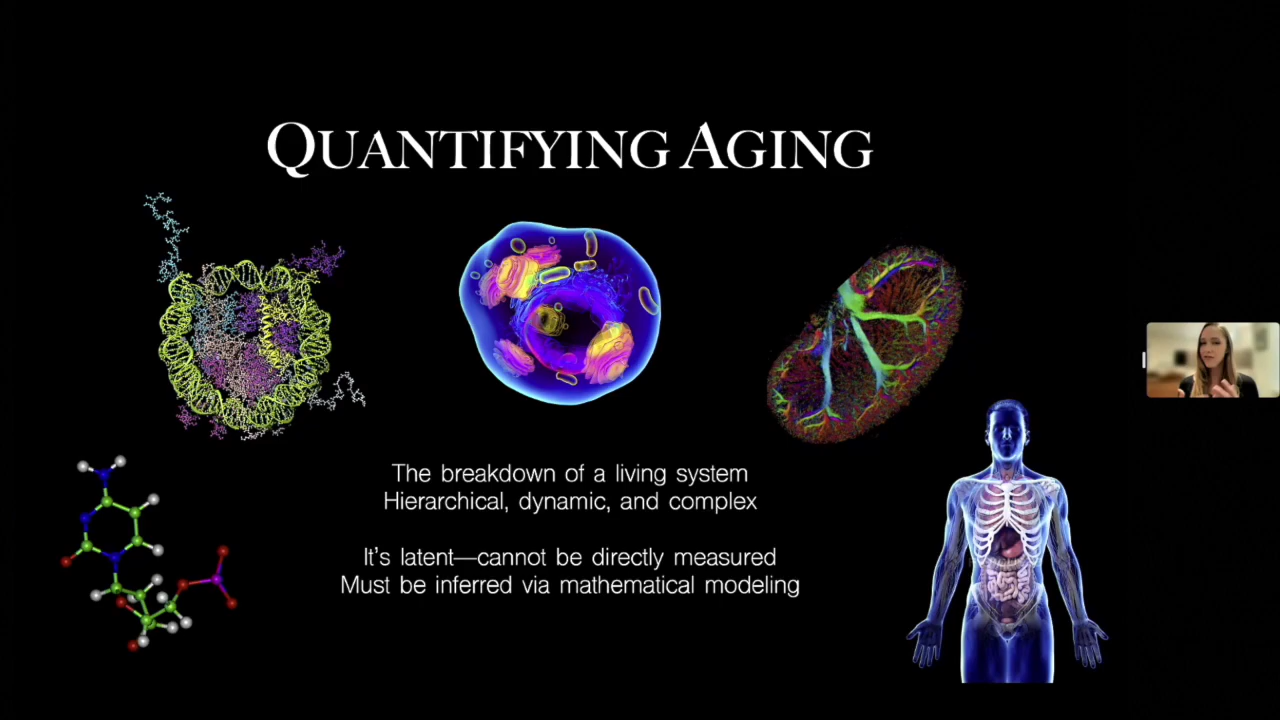 QUANTIFYING AGING
The breakdown of a living system
Hierarchical, dynamic, and complex
It's latent—cannot be directly measured
Must be inferred via mathematical modeling